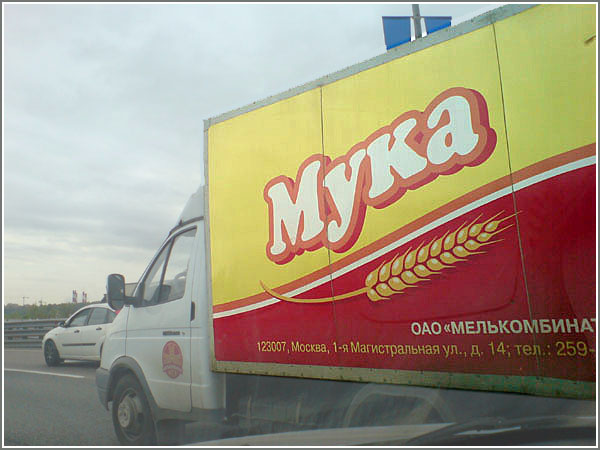 Мука
ОАО «МЕЛЬКОМБИНАТ
123007, Москва, 1-я Магистральная ул., д. 14; тел.: 259-